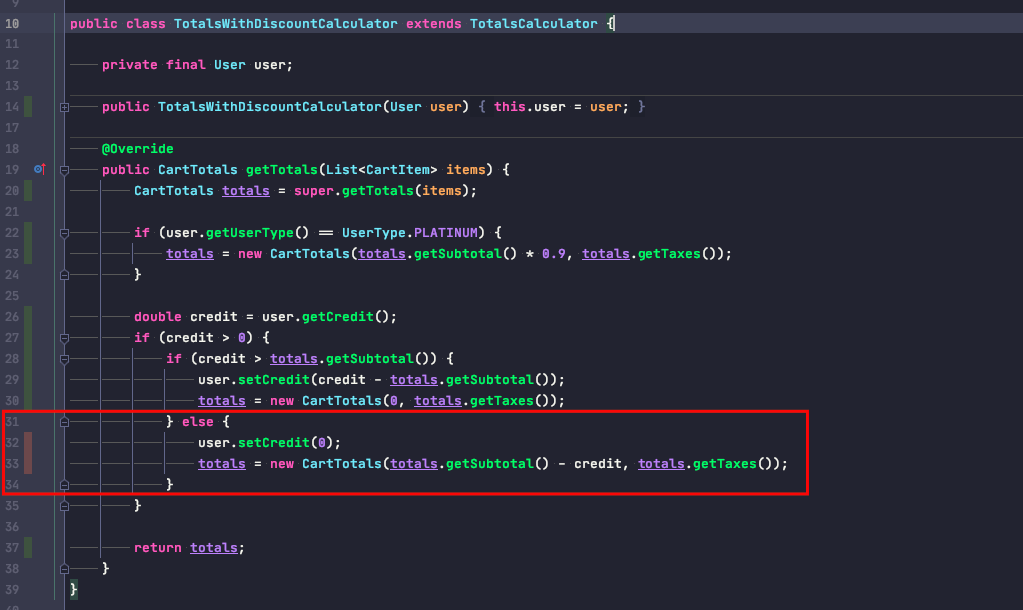 9
10 public class TotalsWithDiscountCalculator extends TotalsCalculator {
11
12 private final User user;
13
14 public TotalsWithDiscountCalculator(User user) { this.user = user; }
17
18 @Override
19 public CartTotals getTotals(List<CartItem> items) {
20 CartTotals totals = super.getTotals(items);
21
22 if (user.getUserType() == UserType.PLATINUM) {
23 totals = new CartTotals(totals.getSubtotal() * 0.9, totals.getTaxes());
24 }
25
26 double credit = user.getCredit();
27 if (credit > 0) {
28 if (credit > totals.getSubtotal()) {
29 user.setCredit(credit - totals.getSubtotal());
30 totals = new CartTotals(0, totals.getTaxes());
31 } else {
32 user.setCredit(0);
33 totals = new CartTotals(totals.getSubtotal() - credit, totals.getTaxes());
34 }
35 }
36
37 return totals;
38 }
39 }
40